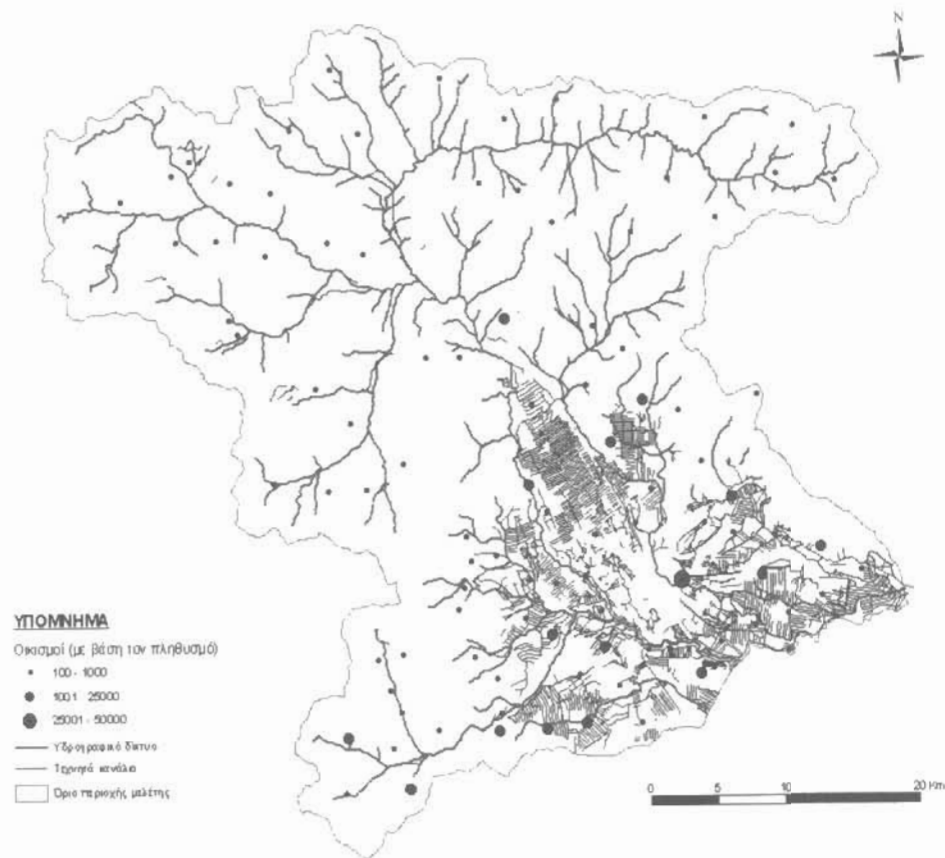 N
ΥΠΟΜΝΗΜΑ
Οικισμοί (με βάση τον πληθυσμό)
100 - 1000
1001 25000
25001 - 50000
Υδρογραφικό δίκτυο
Τεχνητά κανάλια
Όριο περιοχής μελέτης
0 5 10 20 Km